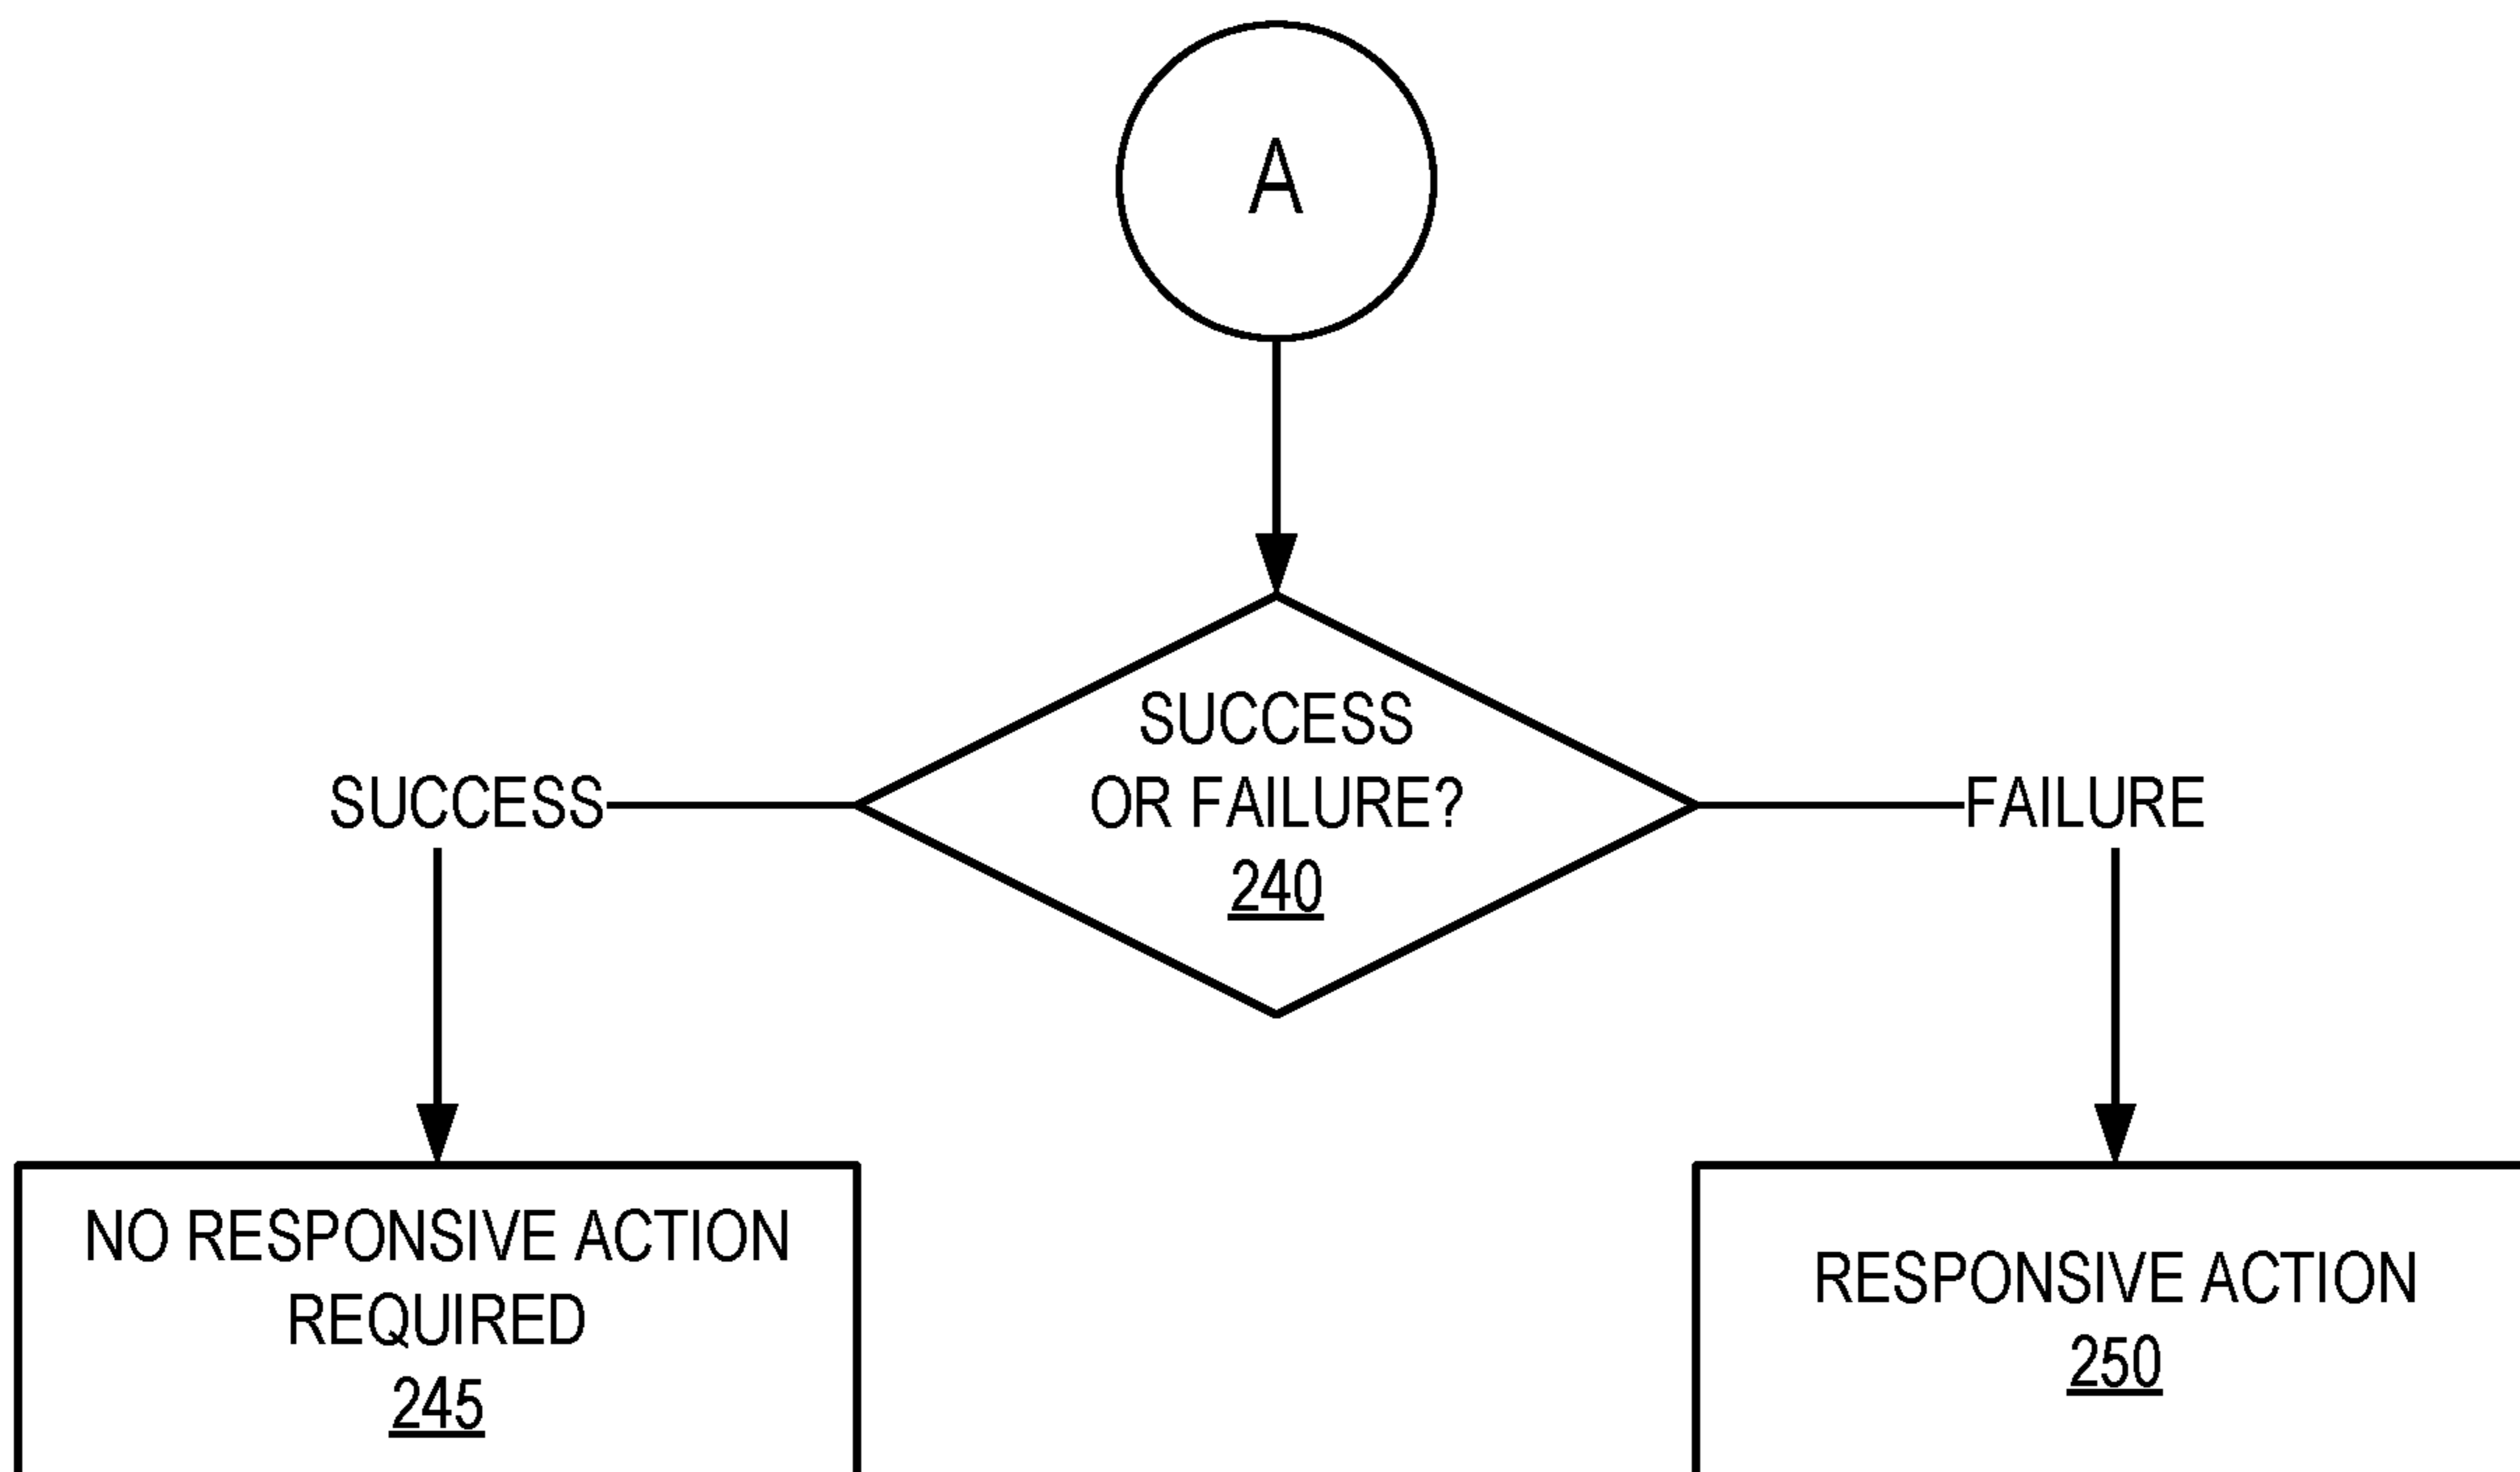 A
SUCCESS
OR FAILURE?
240
SUCCESS
FAILURE
NO RESPONSIVE ACTION
REQUIRED
245
RESPONSIVE ACTION
250